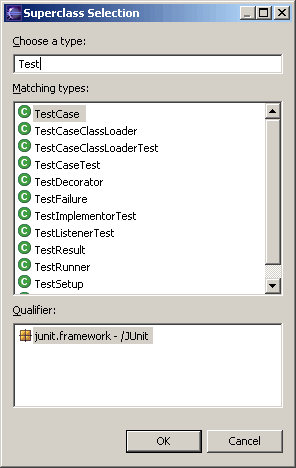 Superclass Selection
Choose a type:
Test
Matching types:
TestCase
TestCaseClassLoader
TestCaseClassLoaderTest
TestCaseTest
TestDecorator
TestFailure
TestImplementorTest
TestListenerTest
TestResult
TestRunner
TestSetup
Qualifier:
junit.framework - /JUnit
OK
Cancel